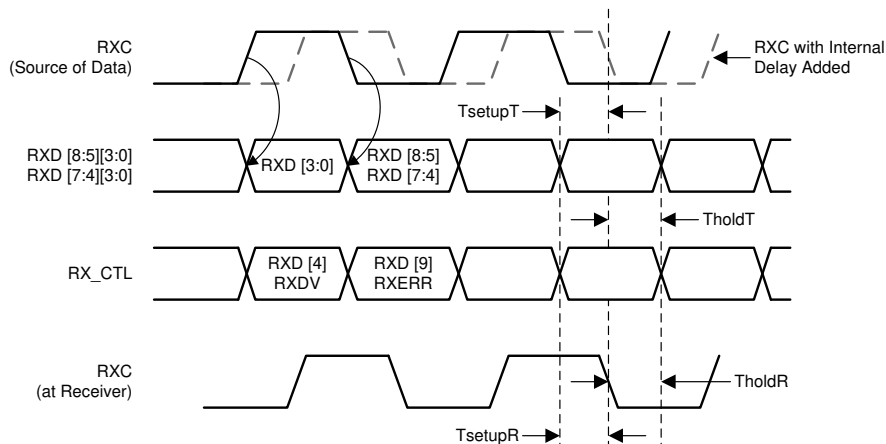 RXC
(Source of Data)
RXC with Internal
Delay Added
TsetupT
RXD [8:5][3:0]
RXD [7:4][3:0]
RXD [3:0]
RXD [8:5]
RXD [7:4]
TholdT
RX_CTL
RXD [4]
RXDV
RXD [9]
RXERR
RXC
(at Receiver)
TholdR
TsetupR